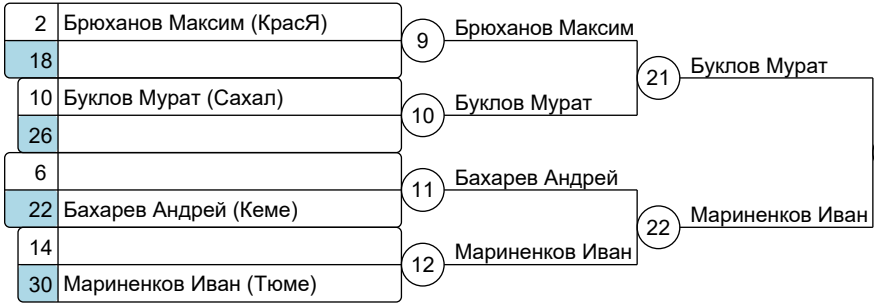 2 Брюханов Максим (КрасЯ)
9 Брюханов Максим
18
21 Буклов Мурат
10 Буклов Мурат (Сахал)
10 Буклов Мурат
26
6
11 Бахарев Андрей
22 Бахарев Андрей (Кеме)
22 Мариненков Иван
14
12 Мариненков Иван
30 Мариненков Иван (Тюме)